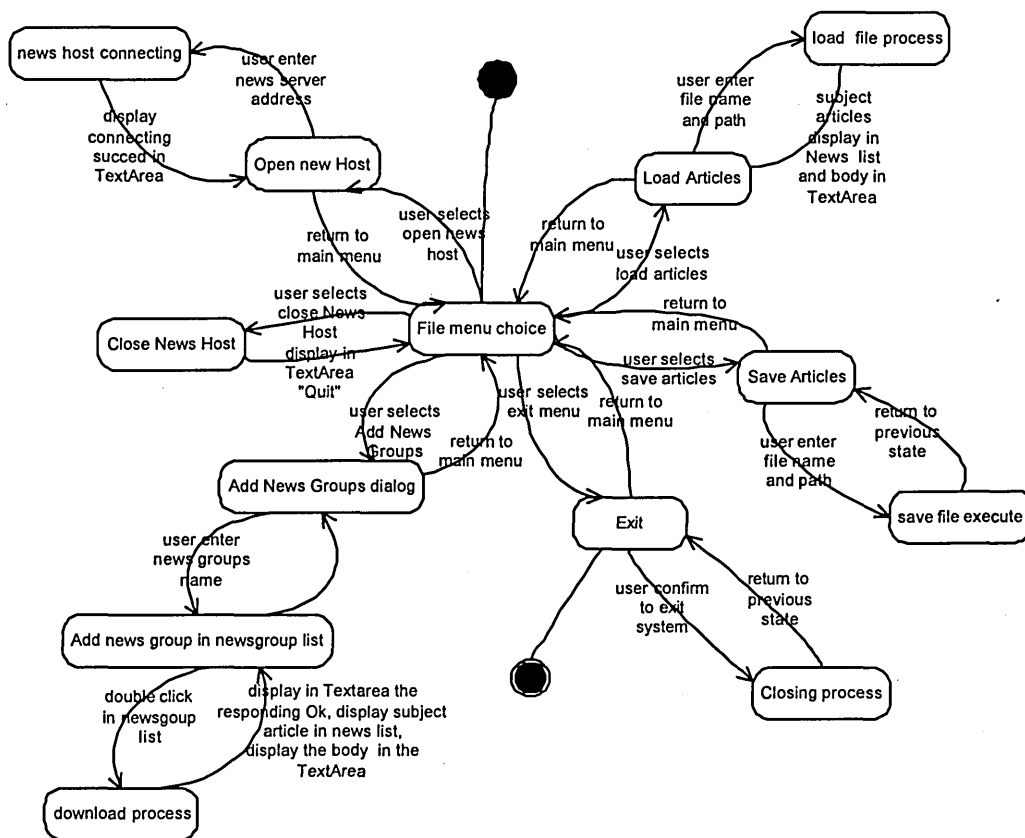 news host connecting
user enter
news server
address
display
connecting
succed in
TextArea
Open new Host
return to
main menu
user selects
open news
host
load  file process
user enter
file name
and path
subject
articles
display in
News  list
and body in
TextArea
Load Articles
return to
main menu
user selects
load articles
File menu choice
user selects
close News
Host
display in
TextArea
"Quit"
Close News Host
return to
main menu
user selects
save articles
Save Articles
user enter
file name
and path
return to
previous
state
save file execute
user selects
Add News
Groups
return to
main menu
user selects
exit menu
return to
main menu
Add News Groups dialog
user enter
news groups
name
Add news group in newsgroup list
double click
in newsgoup
list
display in Textarea the
responding Ok, display subject
article in news list,
display the body  in the
TextArea
download process
Exit
user confirm
to exit
system
return to
previous
state
Closing process